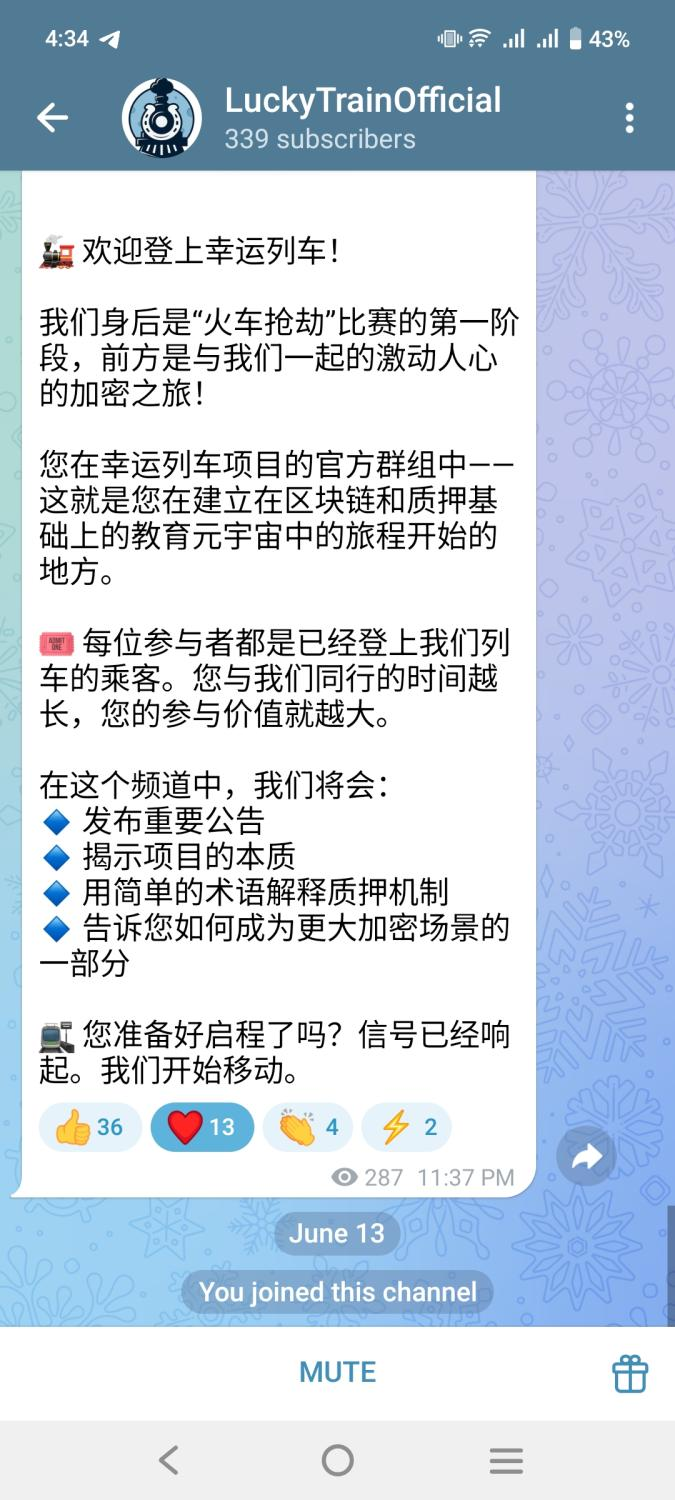 4:34
43%
LuckyTrainOfficial
339 subscribers
🚂 欢迎登上幸运列车！
我们身后是“火车抢劫”比赛的第一阶
段，前方是与我们一起的激动人心
的加密之旅！
您在幸运列车项目的官方群组中——
这就是您在建立在区块链和质押基
础上的教育元宇宙中的旅程开始的
地方。
🎟 每位参与者都是已经登上我们列
车的乘客。您与我们同行的时间越
长，您的参与价值就越大。
在这个频道中，我们将会：
🔹 发布重要公告
🔹 揭示项目的本质
🔹 用简单的术语解释质押机制
🔹 告诉您如何成为更大加密场景的
一部分
🚉 您准备好启程了吗？信号已经响
起。我们开始移动。
👍 36 ❤ 13 👏 4 ⚡ 2
287 11:37 PM
June 13
You joined this channel
MUTE